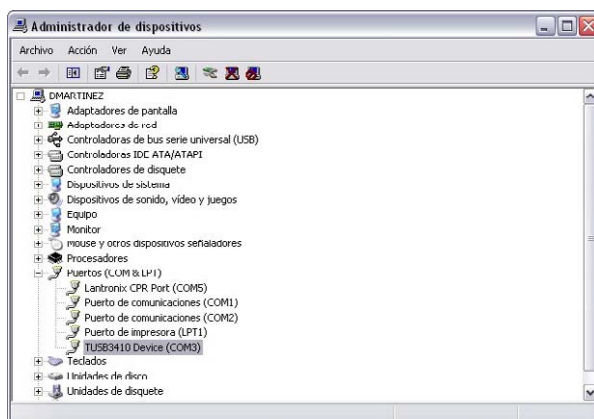 Administrador de dispositivos
Archivo Acción Ver Ayuda
DMARTINEZ
Adaptadores de pantalla
Adaptadores de red
Controladoras de bus serie universal (USB)
Controladoras IDE ATA/ATAPI
Controladores de disquete
Dispositivos de sistema
Dispositivos de sonido, vídeo y juegos
Equipo
Monitor
Mouse y otros dispositivos señaladores
Procesadores
Puertos (COM & LPT)
Lantronix CPR Port (COM5)
Puerto de comunicaciones (COM1)
Puerto de comunicaciones (COM2)
Puerto de impresora (LPT1)
TUSB3410 Device (COM3)
Teclados
Unidades de disco
Unidades de disquete